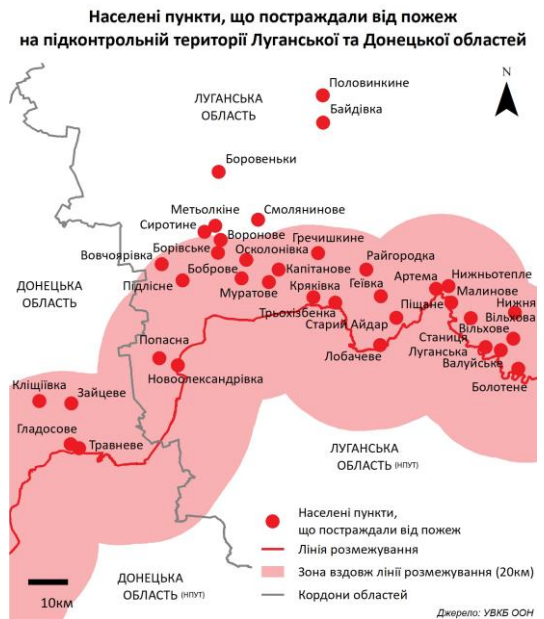 Населені пункти, що постраждали від пожеж
на підконтрольній території Луганської та Донецької областей
N
Половинкине
ЛУГАНСЬКА
ОБЛАСТЬ
Байдівка
Боровеньки
Метьолкіне
Смолянинове
Сиротине
Воронове
Гречишкине
Борівське
Осколонівка
Вовчоярівка
Райгородка
Боброве
Капітанове
Артема
Нижньотепле
ДОНЕЦЬКА
ОБЛАСТЬ
Підлісне
Кряківка
Геївка
Малинове
Муратове
Піщане
Нижня
Вільхова
Трьохізбенка
Старий Айдар
Вільхове
Попасна
Станиця
Луганська
Лобачеве
Валуйське
Новоолександрівка
Болотене
Кліщіївка
Зайцеве
Гладосове
Травневе
ЛУГАНСЬКА
ОБЛАСТЬ (НПУТ)
Населені пункти,
що постраждали від пожеж
Лінія розмежування
Зона вздовж лінії розмежування (20км)
10км
ДОНЕЦЬКА
ОБЛАСТЬ (НПУТ)
Кордони областей
Джерело: УВКБ ООН